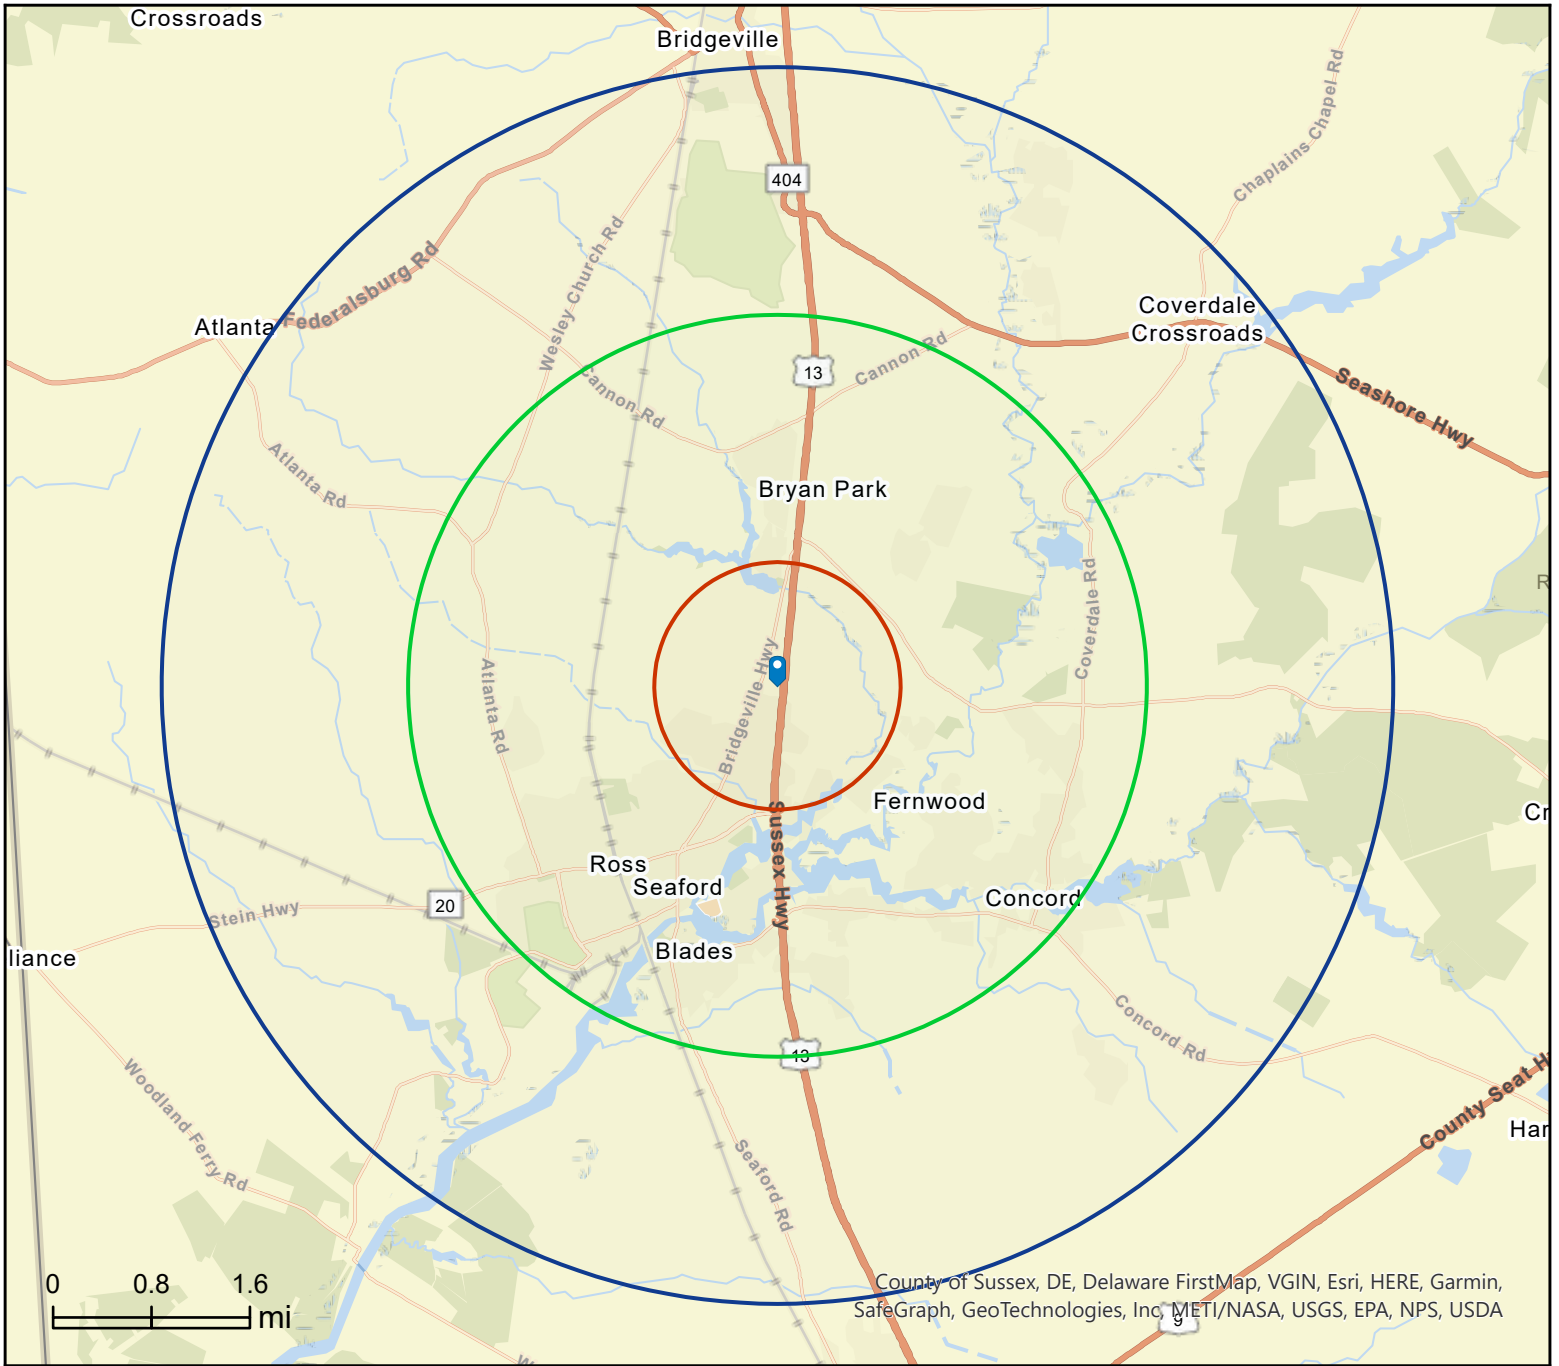 Crossroads
Bridgeville
Chaplains Chapel Rd
404
Wesley Church Rd
Federalsburg Rd
Atlanta
Coverdale
Crossroads
Cannon Rd
13
Cannon Rd
Seashore Hwy
Atlanta Rd
Bryan Park
R
Coverdale Rd
Bridgeville Hwy
Atlanta Rd
Fernwood
Cr
Sussex Hwy
Ross
Seaford
20
Concord
Stein Hwy
Blades
lliance
Concord Rd
13
Woodland Ferry Rd
County Seat H
Har
Seaford Rd
0 0.8 1.6
mi
County of Sussex, DE, Delaware FirstMap, VGIN, Esri, HERE, Garmin,
SafeGraph, GeoTechnologies, Inc, METI/NASA, USGS, EPA, NPS, USDA
9
W